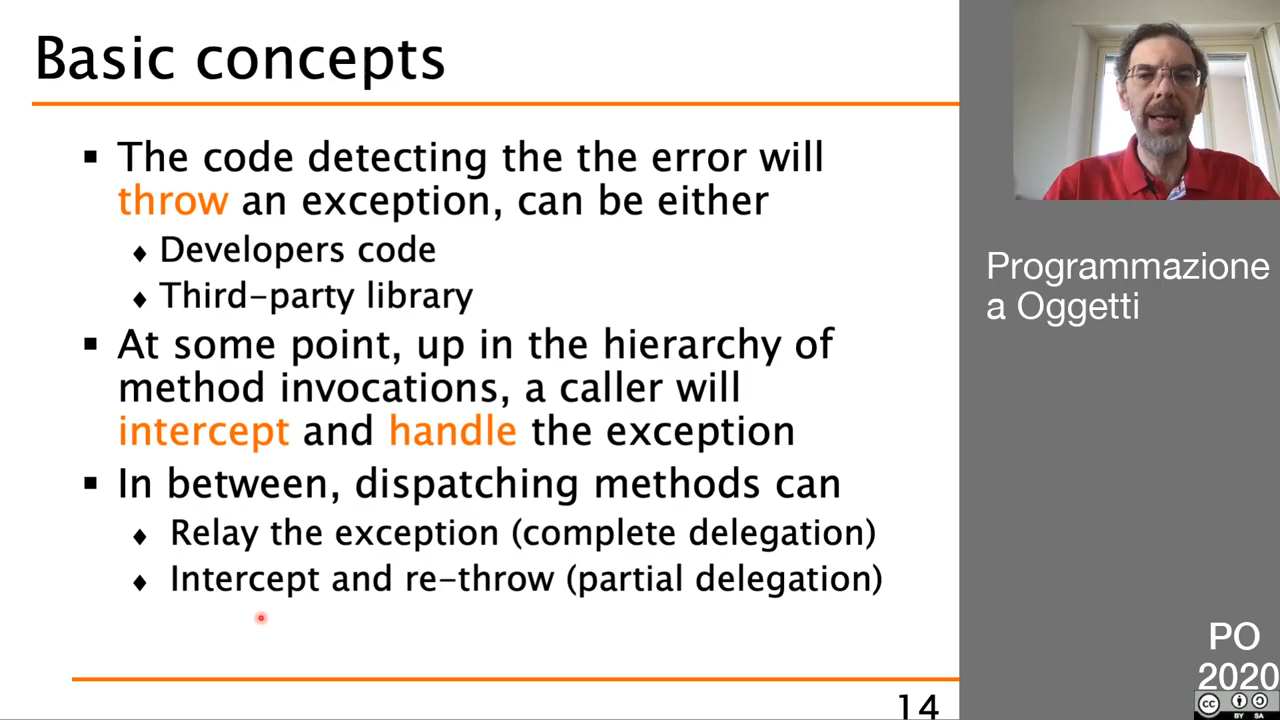 Basic concepts
▪ The code detecting the the error will
throw an exception, can be either
♦ Developers code
♦ Third-party library
▪ At some point, up in the hierarchy of
method invocations, a caller will
intercept and handle the exception
▪ In between, dispatching methods can
♦ Relay the exception (complete delegation)
♦ Intercept and re-throw (partial delegation)
14
Programmazione
a Oggetti
PO
2020
CC
BY SA